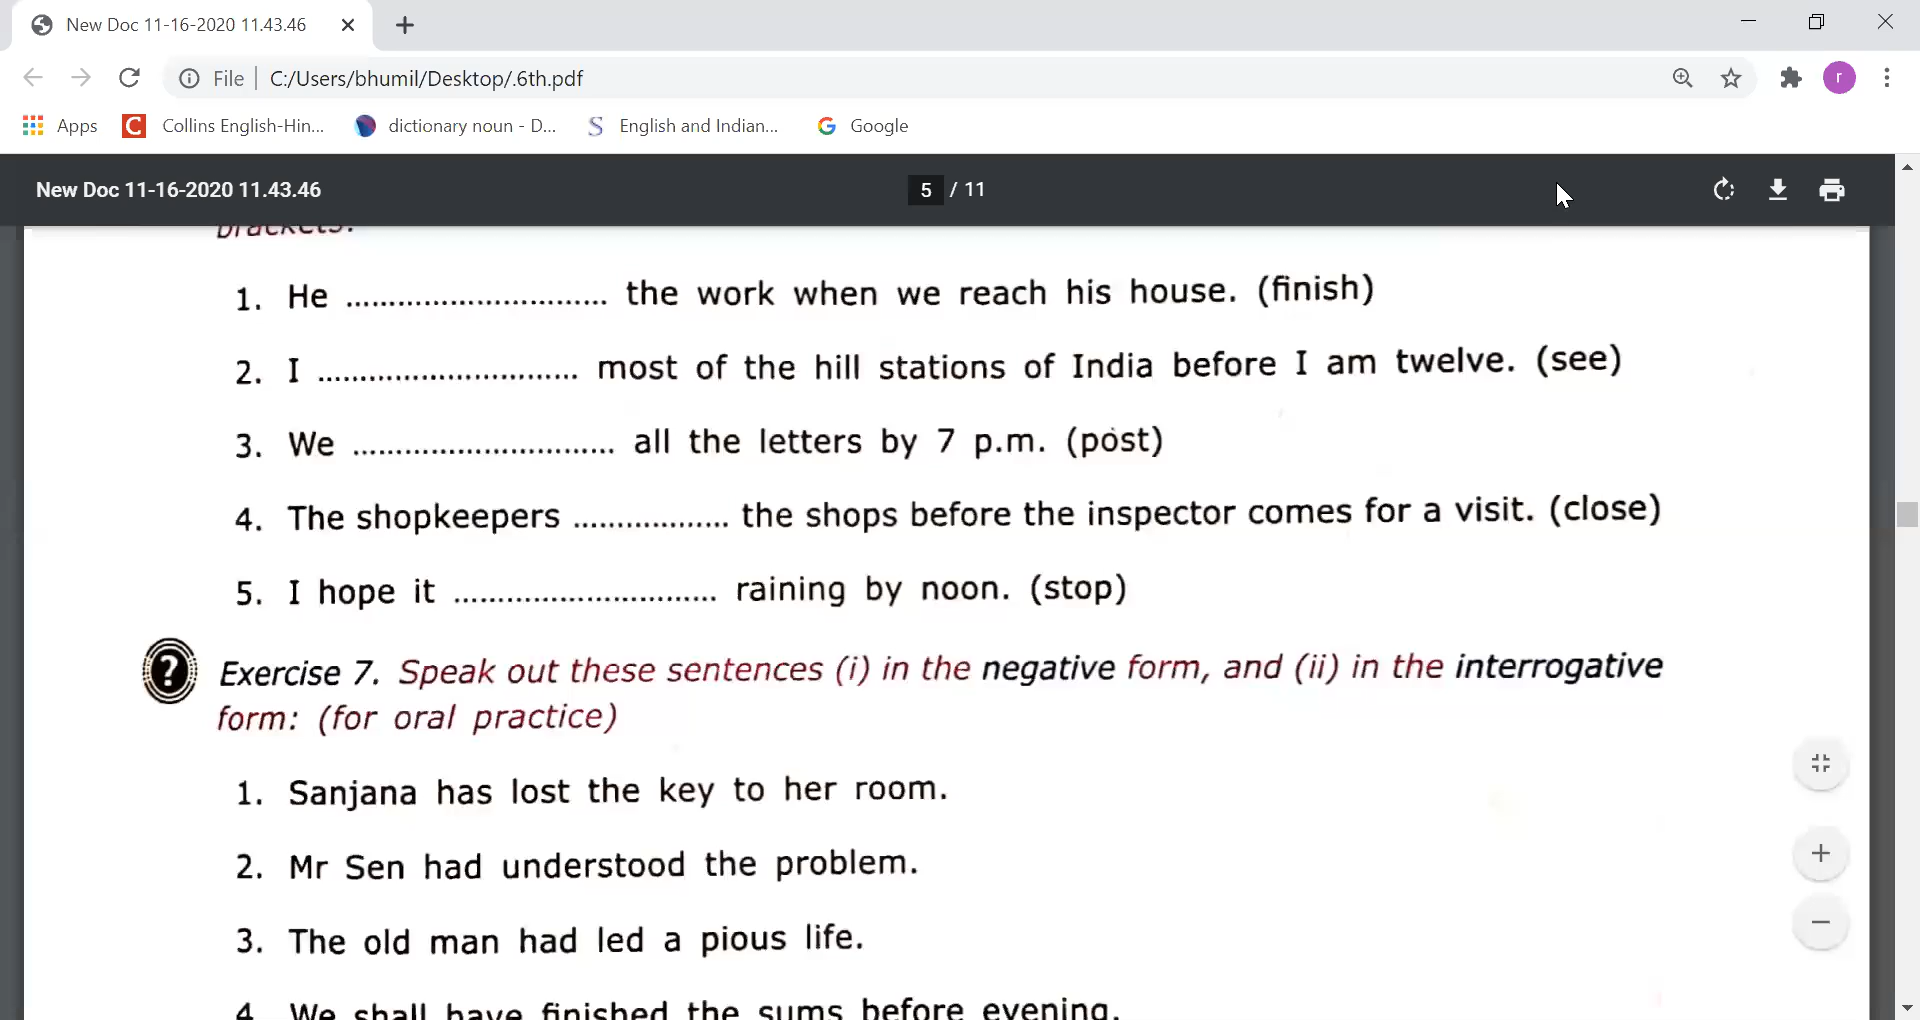 New Doc 11-16-2020 11.43.46
File C:/Users/bhumil/Desktop/.6th.pdf
r
Apps Collins English-Hin... dictionary noun - D... English and Indian... Google
New Doc 11-16-2020 11.43.46 5 / 11
brackets:
1. He .............................. the work when we reach his house. (finish)
2. I .............................. most of the hill stations of India before I am twelve. (see)
3. We .............................. all the letters by 7 p.m. (post)
4. The shopkeepers .................. the shops before the inspector comes for a visit. (close)
5. I hope it .............................. raining by noon. (stop)
? Exercise 7. Speak out these sentences (i) in the negative form, and (ii) in the interrogative
form: (for oral practice)
1. Sanjana has lost the key to her room.
2. Mr Sen had understood the problem.
3. The old man had led a pious life.
4 We shall have finished the sums before evening.